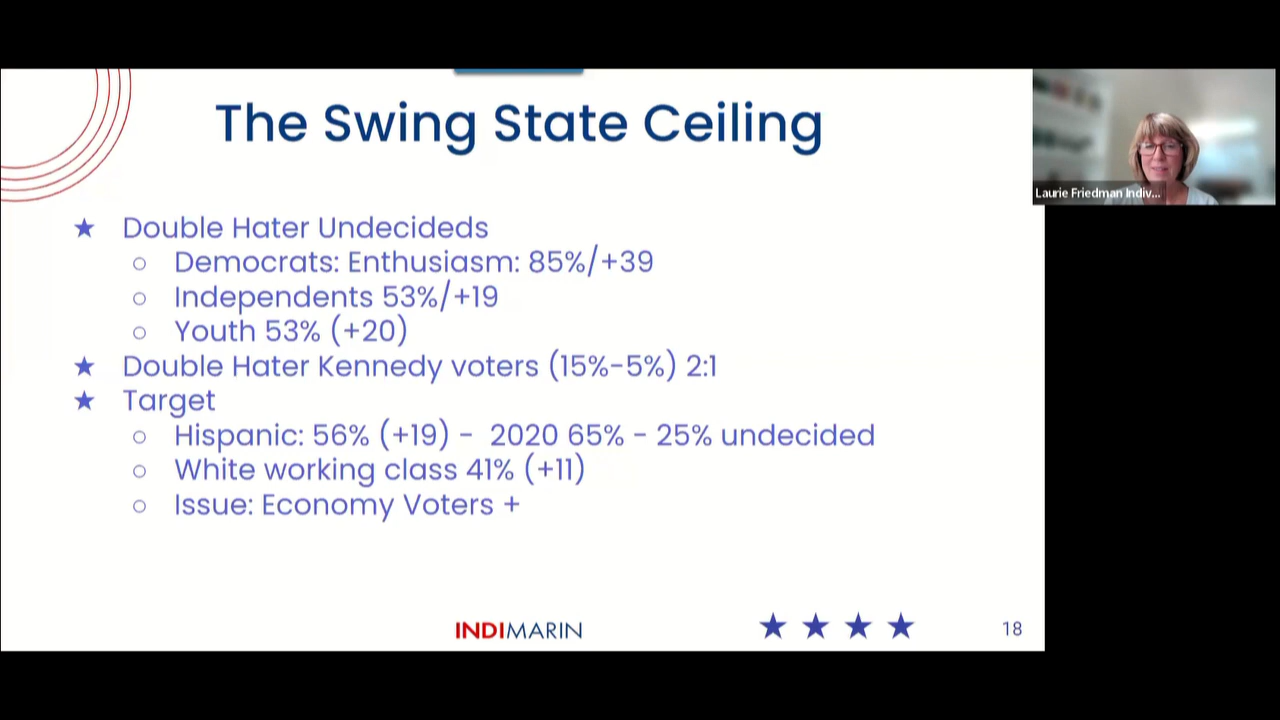 The Swing State Ceiling
Laurie Friedman Indiv...
★ Double Hater Undecideds
○ Democrats: Enthusiasm: 85%/+39
○ Independents 53%/+19
○ Youth 53% (+20)
★ Double Hater Kennedy voters (15%-5%) 2:1
★ Target
○ Hispanic: 56% (+19) - 2020 65% - 25% undecided
○ White working class 41% (+11)
○ Issue: Economy Voters +
INDIMARIN
18